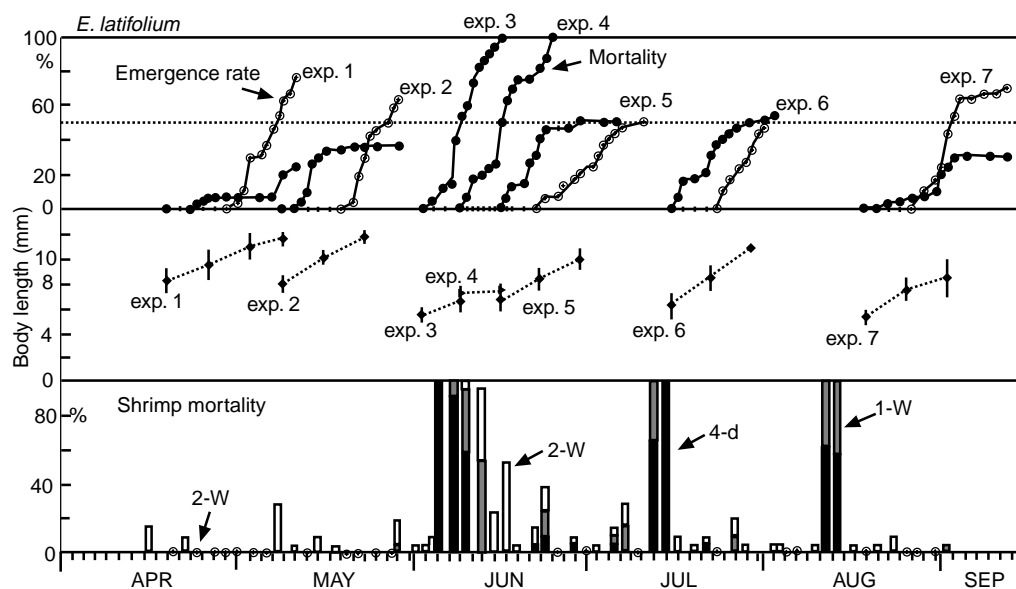 E. latifolium
exp. 3
exp. 4
100
%
Emergence rate
exp. 1
exp. 2
Mortality
exp. 5
exp. 6
exp. 7
60
20
0
Body length (mm)
10
8
4
0
exp. 1
exp. 2
exp. 3
exp. 4
exp. 5
exp. 6
exp. 7
%
Shrimp mortality
80
40
0
2-W
2-W
4-d
1-W
APR
MAY
JUN
JUL
AUG
SEP